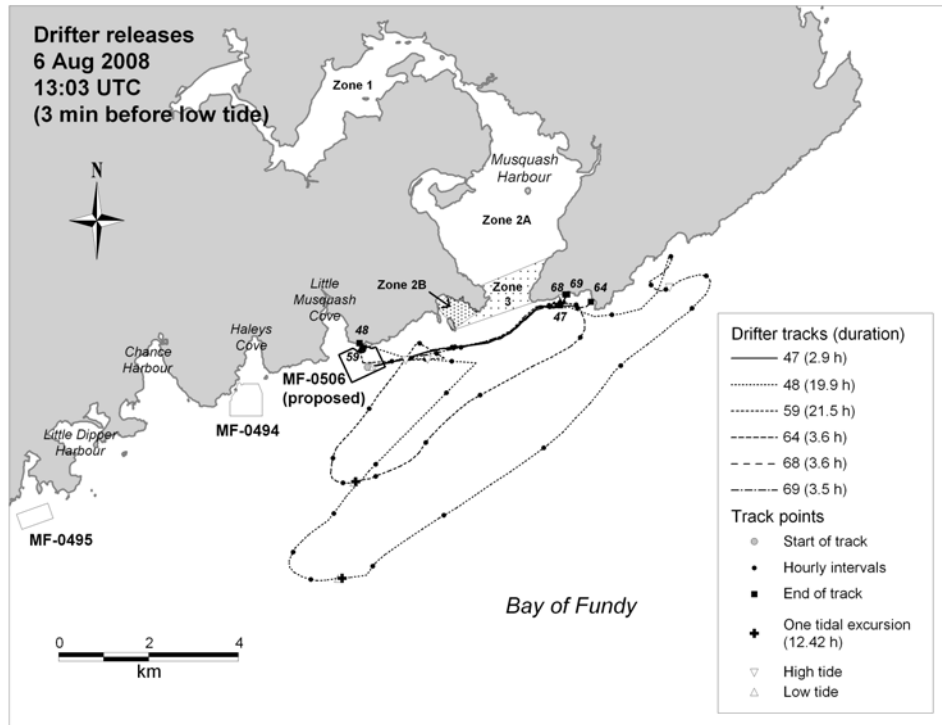 Drifter releases
6 Aug 2008
13:03 UTC
(3 min before low tide)
Zone 1
N
Musquash
Harbour
Zone 2A
Little
Musquash
Cove
Zone 2B
Zone
3
68
69
64
47
Haleys
Cove
48
59
Chance
Harbour
MF-0506
(proposed)
MF-0494
Little Dipper
Harbour
MF-0495
Bay of Fundy
0 2 4
km
Drifter tracks (duration)
47 (2.9 h)
48 (19.9 h)
59 (21.5 h)
64 (3.6 h)
68 (3.6 h)
69 (3.5 h)
Track points
Start of track
Hourly intervals
End of track
One tidal excursion
(12.42 h)
High tide
Low tide